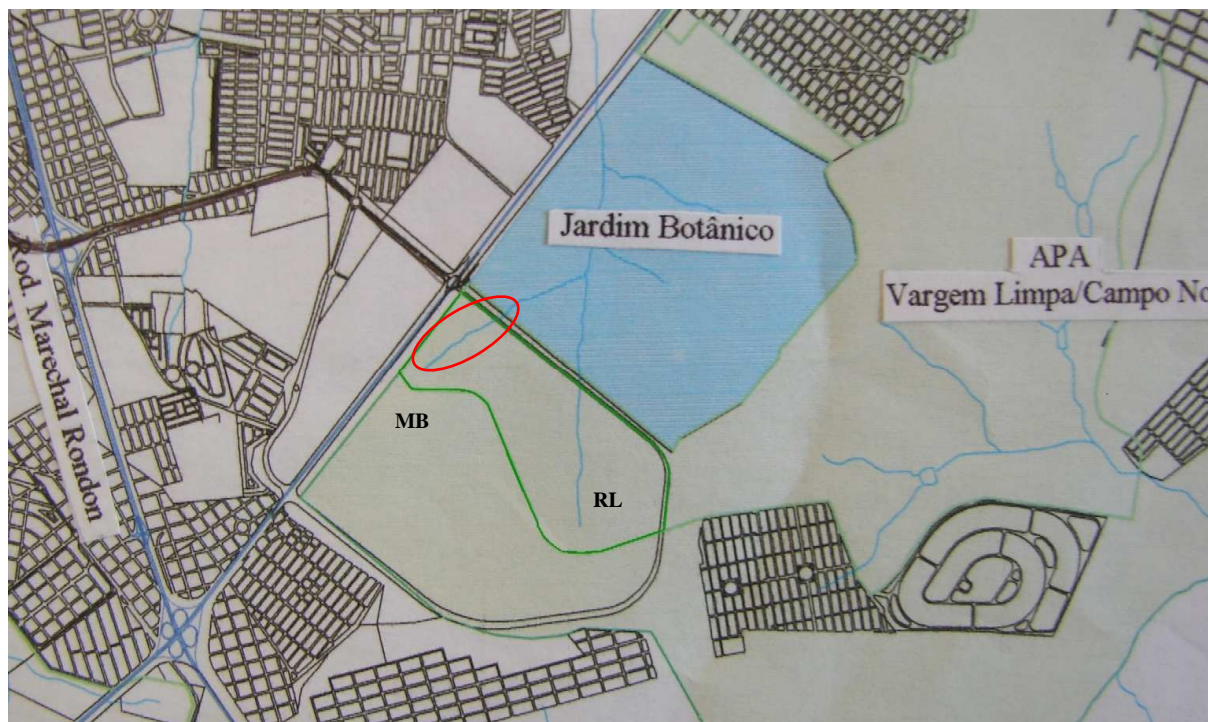 Jardim Botânico
APA
Vargem Limpa/Campo No
Rod. Marechal Rondon
MB
RL